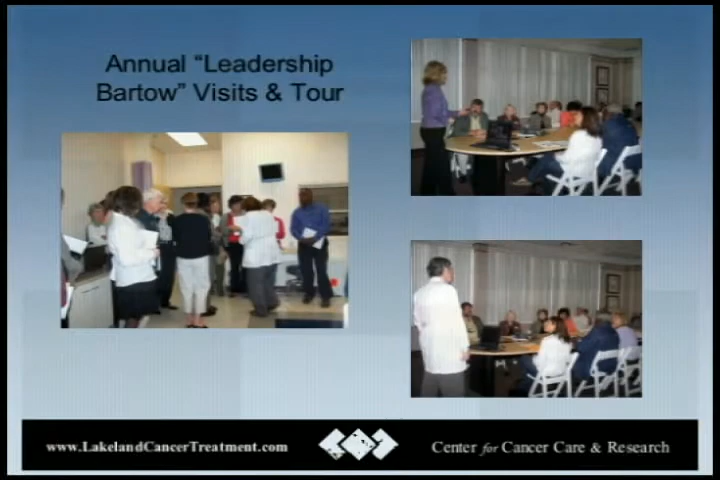 Annual “Leadership
Bartow” Visits & Tour
www.LakelandCancerTreatment.com
Center for Cancer Care & Research